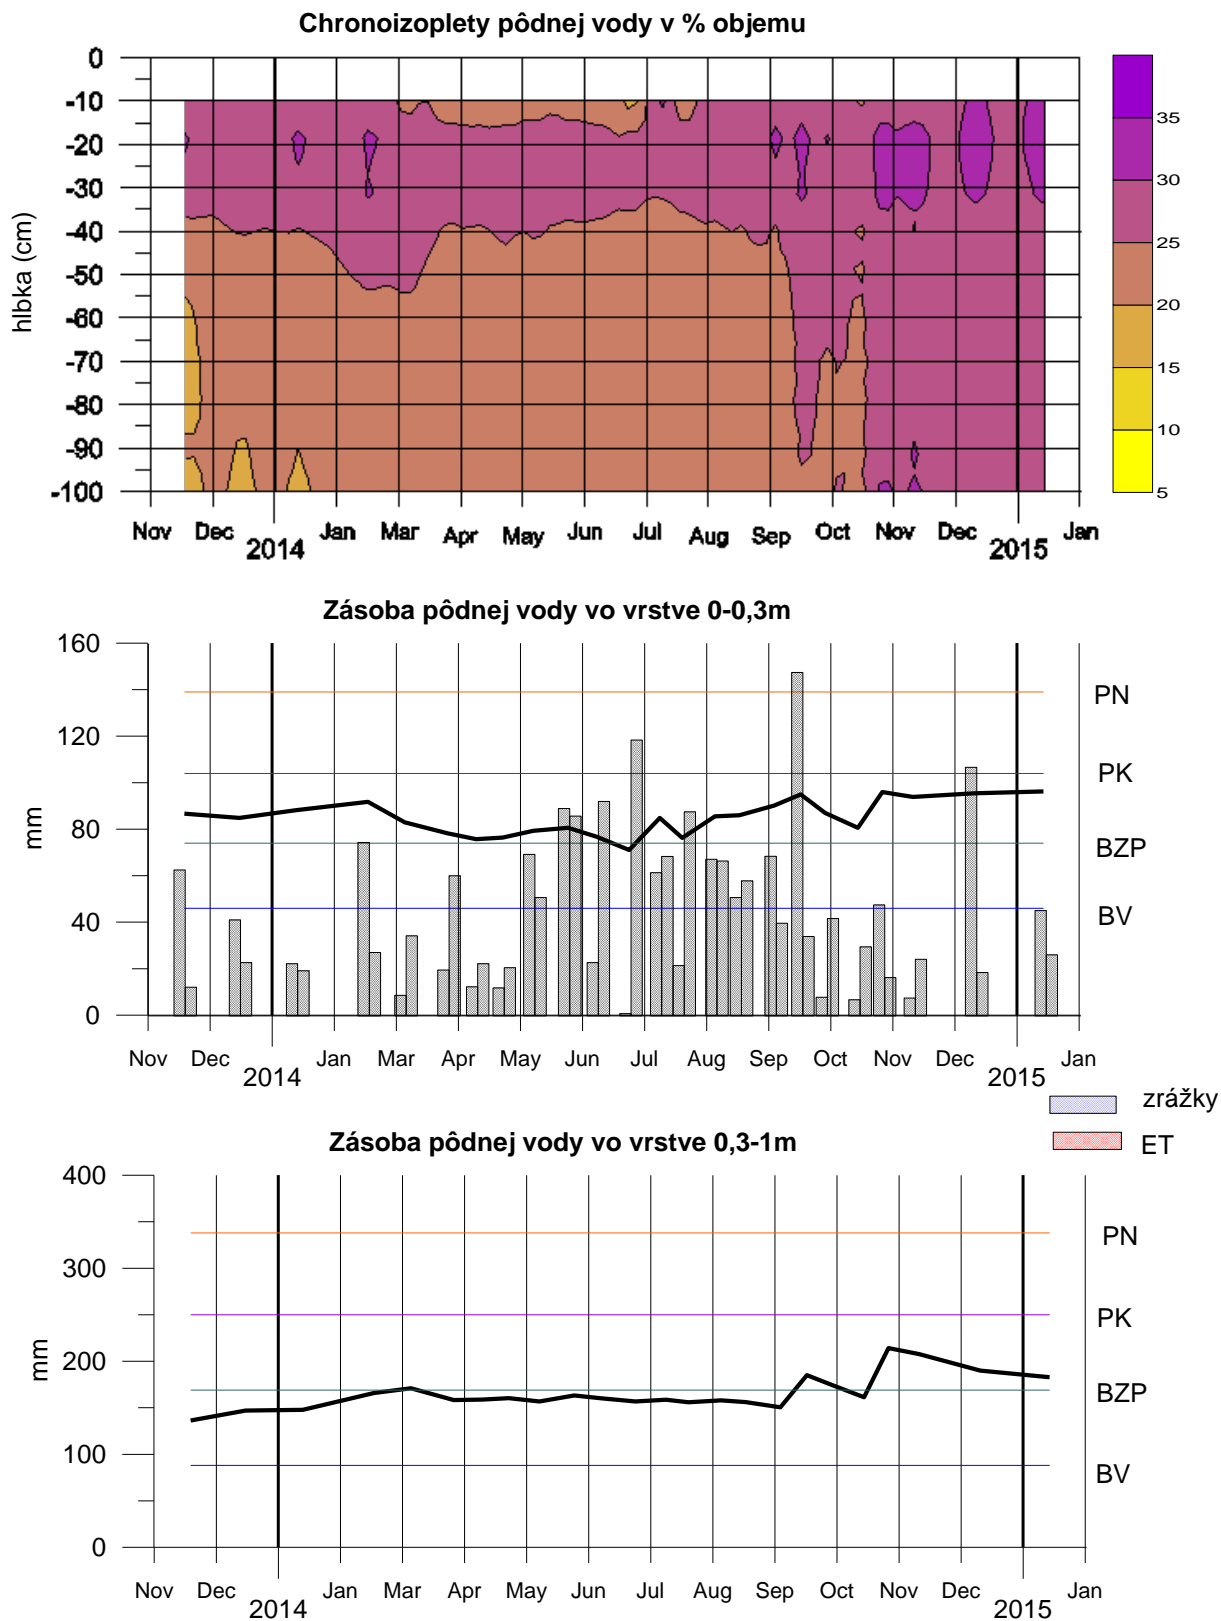 Chronoizoplety pôdnej vody v % objemu
0
-10
-20
-30
-40
-50
-60
-70
-80
-90
-100
hlbka (cm)
35
30
25
20
15
10
5
Nov Dec Jan Mar Apr May Jun Jul Aug Sep Oct Nov Dec Jan
2014 2015
Zásoba pôdnej vody vo vrstve 0-0,3m
160
120
80
40
0
mm
PN
PK
BZP
BV
Nov Dec Jan Mar Apr May Jun Jul Aug Sep Oct Nov Dec Jan
2014 2015
zrážky
ET
Zásoba pôdnej vody vo vrstve 0,3-1m
400
300
200
100
0
mm
PN
PK
BZP
BV
Nov Dec Jan Mar Apr May Jun Jul Aug Sep Oct Nov Dec Jan
2014 2015